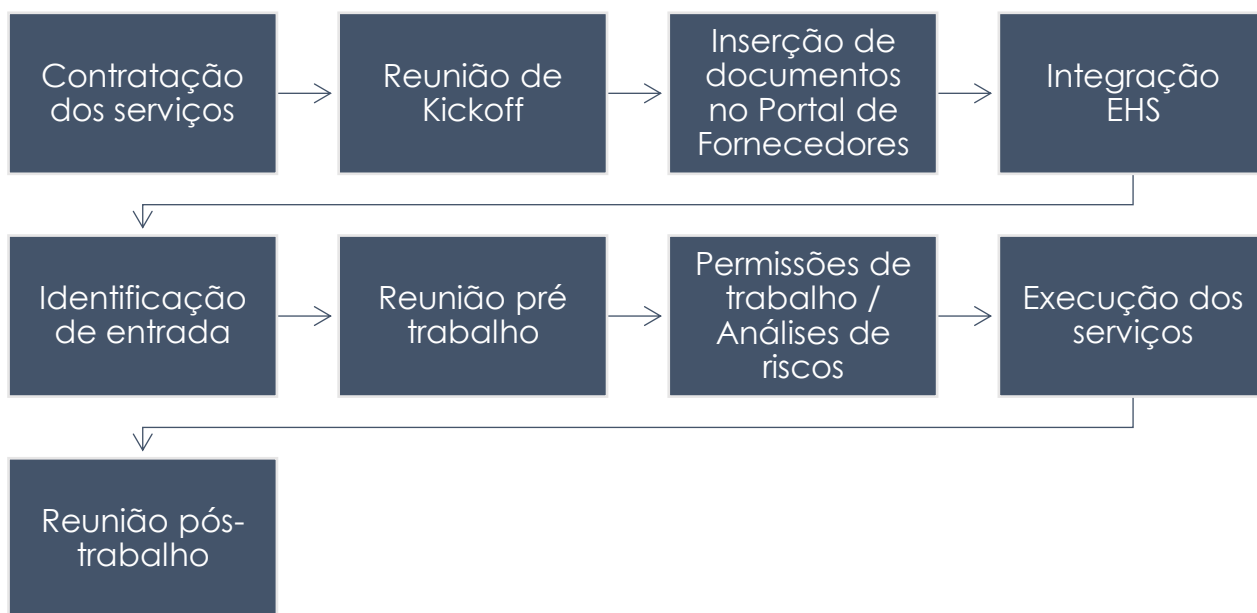 Contratação
dos serviços
Reunião de
Kickoff
Inserção de
documentos
no Portal de
Fornecedores
Integração
EHS
Identificação
de entrada
Reunião pré
trabalho
Permissões de
trabalho /
Análises de
riscos
Execução dos
serviços
Reunião pós-
trabalho